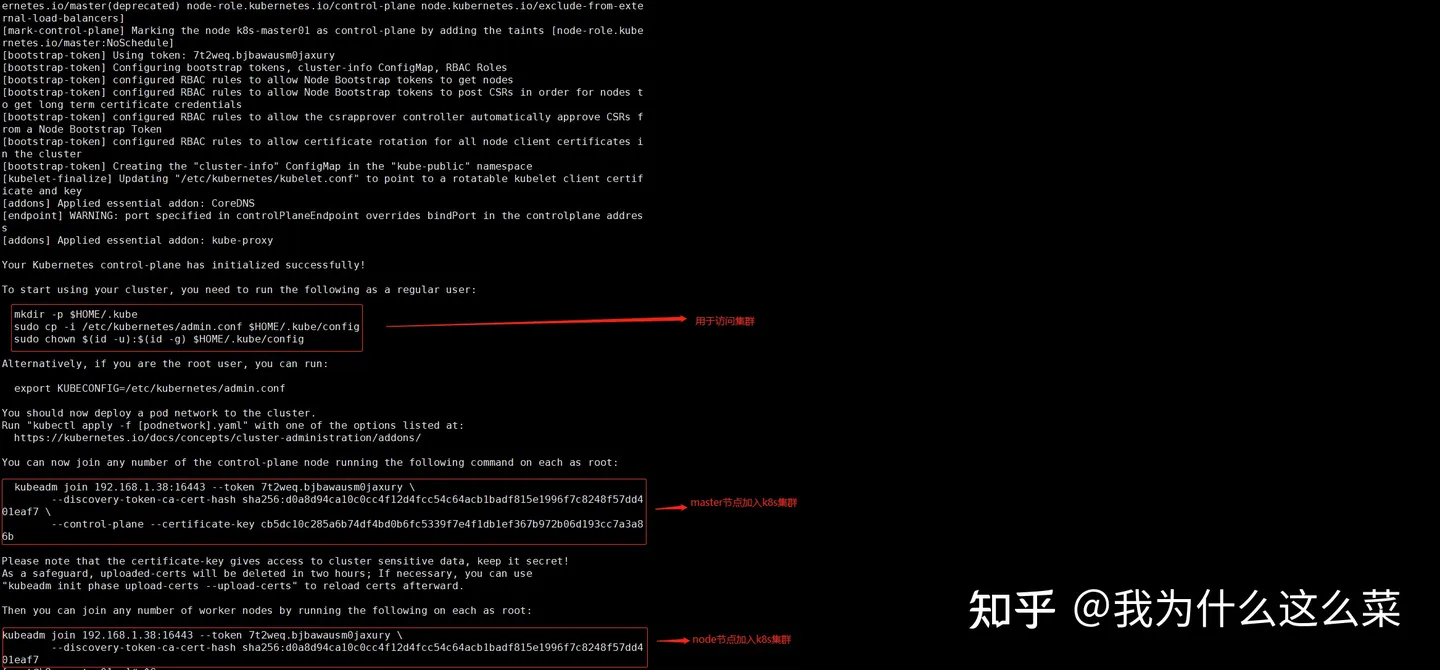 ernetes.io/master(deprecated) node-role.kubernetes.io/control-plane node.kubernetes.io/exclude-from-exte
rnal-load-balancers]
[mark-control-plane] Marking the node k8s-master01 as control-plane by adding the taints [node-role.kube
rnetes.io/master:NoSchedule]
[bootstrap-token] Using token: 7t2weq.bjbawausm0jaxury
[bootstrap-token] Configuring bootstrap tokens, cluster-info ConfigMap, RBAC Roles
[bootstrap-token] configured RBAC rules to allow Node Bootstrap tokens to get nodes
[bootstrap-token] configured RBAC rules to allow Node Bootstrap tokens to post CSRs in order for nodes t
o get long term certificate credentials
[bootstrap-token] configured RBAC rules to allow the csrapprover controller automatically approve CSRs f
rom a Node Bootstrap Token
[bootstrap-token] configured RBAC rules to allow certificate rotation for all node client certificates i
n the cluster
[bootstrap-token] Creating the "cluster-info" ConfigMap in the "kube-public" namespace
[kubelet-finalize] Updating "/etc/kubernetes/kubelet.conf" to point to a rotatable kubelet client certif
icate and key
[addons] Applied essential addon: CoreDNS
[endpoint] WARNING: port specified in controlPlaneEndpoint overrides bindPort in the controlplane addres
s
[addons] Applied essential addon: kube-proxy
Your Kubernetes control-plane has initialized successfully!
To start using your cluster, you need to run the following as a regular user:
mkdir -p $HOME/.kube
sudo cp -i /etc/kubernetes/admin.conf $HOME/.kube/config
sudo chown $(id -u):$(id -g) $HOME/.kube/config
用于访问集群
Alternatively, if you are the root user, you can run:
export KUBECONFIG=/etc/kubernetes/admin.conf
You should now deploy a pod network to the cluster.
Run "kubectl apply -f [podnetwork].yaml" with one of the options listed at:
https://kubernetes.io/docs/concepts/cluster-administration/addons/
You can now join any number of the control-plane node running the following command on each as root:
kubeadm join 192.168.1.38:16443 --token 7t2weq.bjbawausm0jaxury \
--discovery-token-ca-cert-hash sha256:d0a8d94ca10c0cc4f12d4fcc54c64acb1badf815e1996f7c8248f57dd4
01eaf7 \
--control-plane --certificate-key cb5dc10c285a6b74df4bd0b6fc5339f7e4f1db1ef367b972b06d193cc7a3a8
6b
master节点加入k8s集群
Please note that the certificate-key gives access to cluster sensitive data, keep it secret!
As a safeguard, uploaded-certs will be deleted in two hours; If necessary, you can use
"kubeadm init phase upload-certs --upload-certs" to reload certs afterward.
Then you can join any number of worker nodes by running the following on each as root:
kubeadm join 192.168.1.38:16443 --token 7t2weq.bjbawausm0jaxury \
--discovery-token-ca-cert-hash sha256:d0a8d94ca10c0cc4f12d4fcc54c64acb1badf815e1996f7c8248f57dd4
01eaf7
node节点加入k8s集群
知乎 @我为什么这么菜